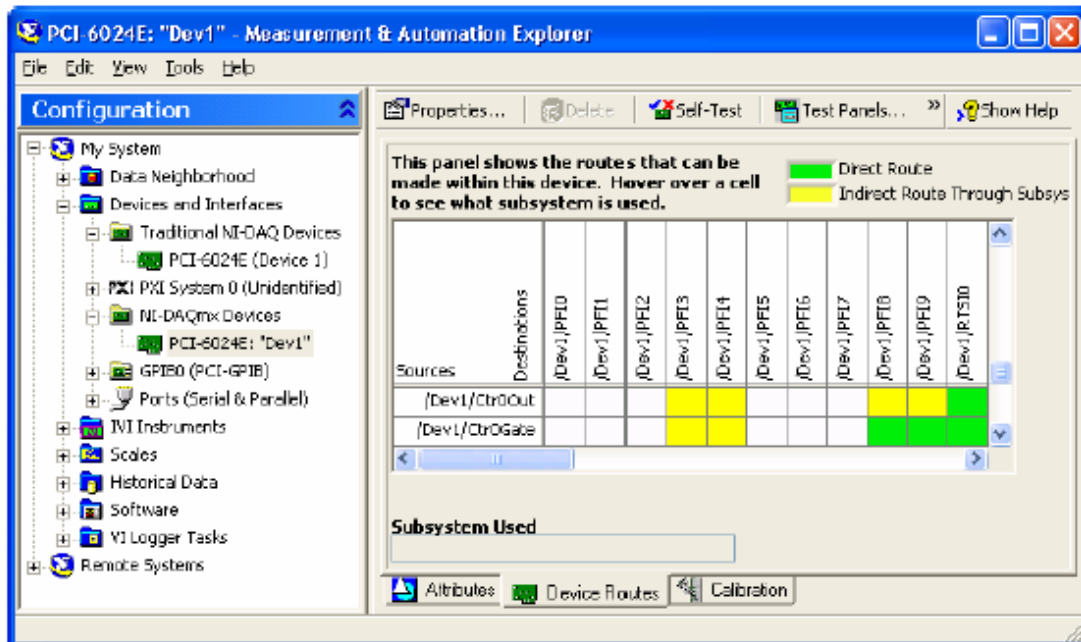 PCI-6024E: "Dev1" - Measurement & Automation Explorer
File Edit View Tools Help
Configuration
My System
Data Neighborhood
Devices and Interfaces
Traditional NI-DAQ Devices
PCI-6024E (Device 1)
PXI PXI System 0 (Unidentified)
NI-DAQmx Devices
PCI-6024E: "Dev1"
GPIB0 (PCI-GPIB)
Ports (Serial & Parallel)
IVI Instruments
Scales
Historical Data
Software
VI Logger Tasks
Remote Systems
Properties... Delete Self-Test Test Panels... » Show Help
This panel shows the routes that can be
made within this device. Hover over a cell
to see what subsystem is used.
Direct Route
Indirect Route Through Subsys
Sources
Destinations
/Dev1/PFI0
/Dev1/PFI1
/Dev1/PFI2
/Dev1/PFI3
/Dev1/PFI4
/Dev1/PFI5
/Dev1/PFI6
/Dev1/PFI7
/Dev1/PFI8
/Dev1/PFI9
/Dev1/RTSI0
/Dev1/Ctr0Out
/Dev1/Ctr0Gate
Subsystem Used
Attributes Device Routes Calibration